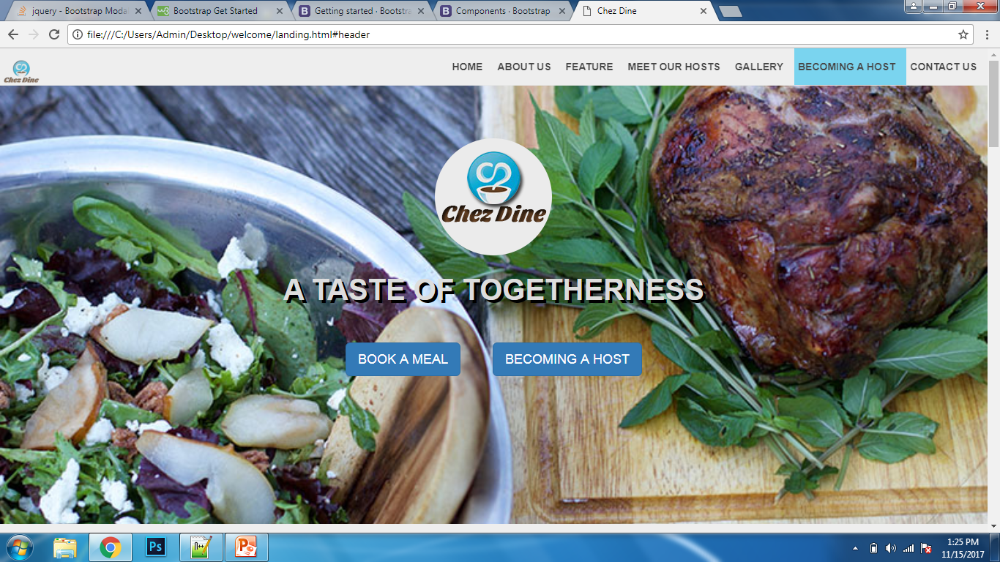 jquery - Bootstrap Moda
Bootstrap Get Started
Getting started · Bootstra
Components · Bootstrap
Chez Dine
file:///C:/Users/Admin/Desktop/welcome/landing.html#header
Chez Dine
HOME ABOUT US FEATURE MEET OUR HOSTS GALLERY BECOMING A HOST CONTACT US
Chez Dine
A TASTE OF TOGETHERNESS
BOOK A MEAL BECOMING A HOST
Ps
1:25 PM
11/15/2017